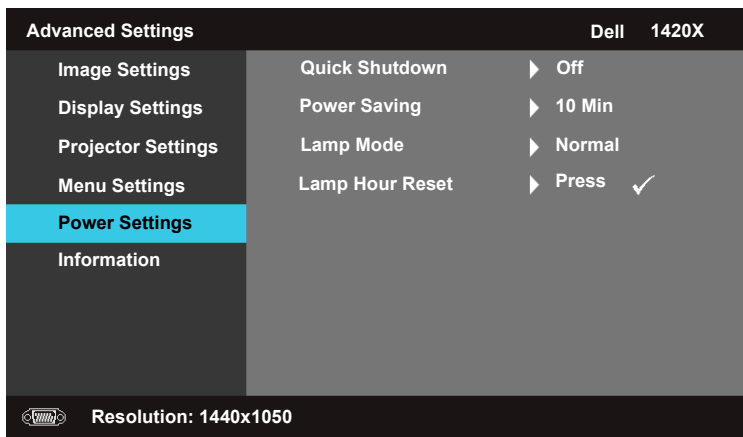 Advanced Settings Dell 1420X
Image Settings Quick Shutdown Off
Display Settings Power Saving 10 Min
Projector Settings Lamp Mode Normal
Menu Settings Lamp Hour Reset Press
Power Settings
Information
Resolution: 1440x1050